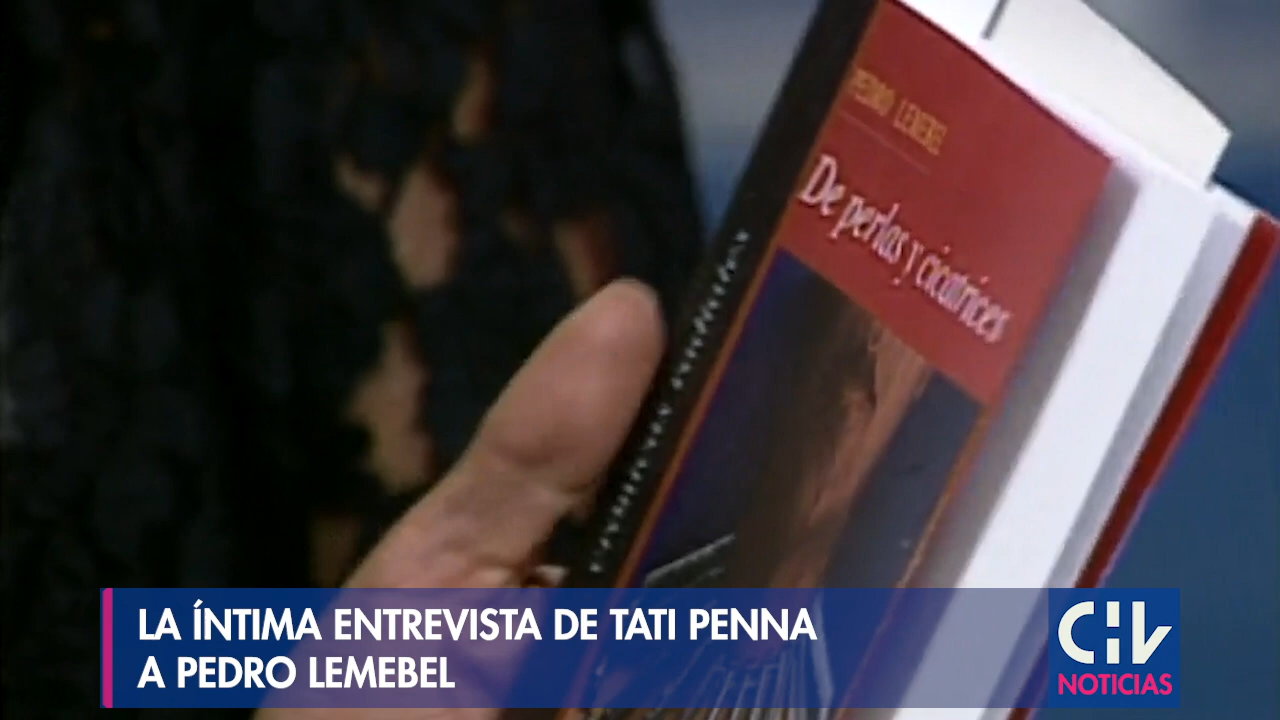 PEDRO LEMEBEL
De perlas y cicatrices
LA ÍNTIMA ENTREVISTA DE TATI PENNA
A PEDRO LEMEBEL
CHV
NOTICIAS